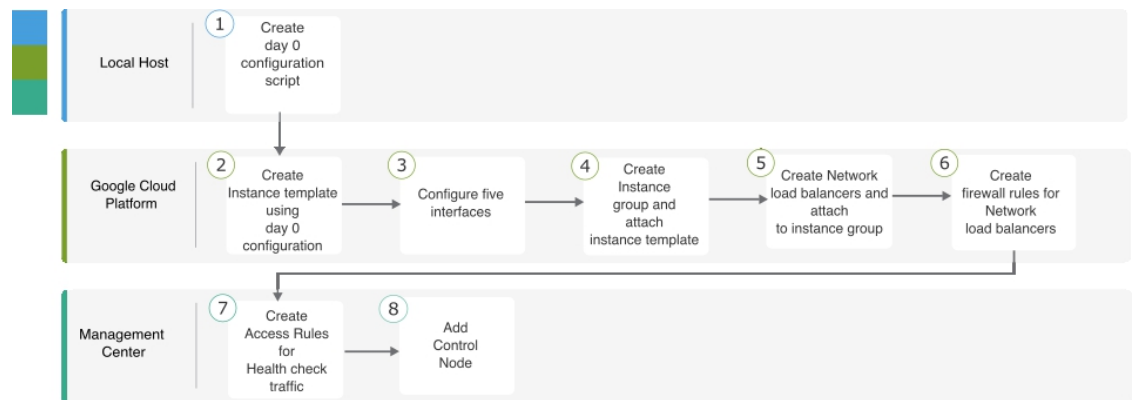 Local Host
1
Create
day 0
configuration
script
Google Cloud
Platform
2
Create
Instance template
using
day 0
configuration
3
Configure five
interfaces
4
Create
Instance
group and
attach
instance template
5
Create Network
load balancers and
attach
to instance group
6
Create
firewall rules for
Network
load balancers
Management
Center
7
Create
Access Rules
for
Health check
traffic
8
Add
Control
Node